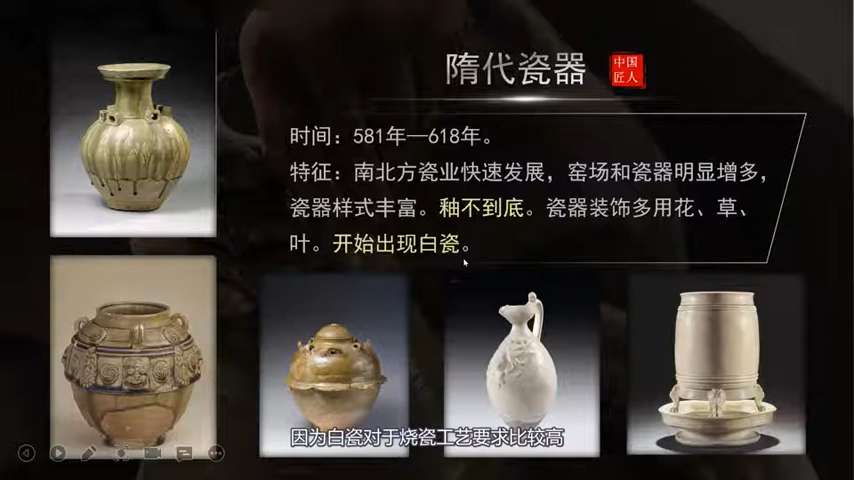 隋代瓷器
中国
匠人
时间：581年—618年。
特征：南北方瓷业快速发展，窑场和瓷器明显增多，
瓷器样式丰富。釉不到底。瓷器装饰多用花、草、
叶。开始出现白瓷。
因为白瓷对于烧瓷工艺要求比较高